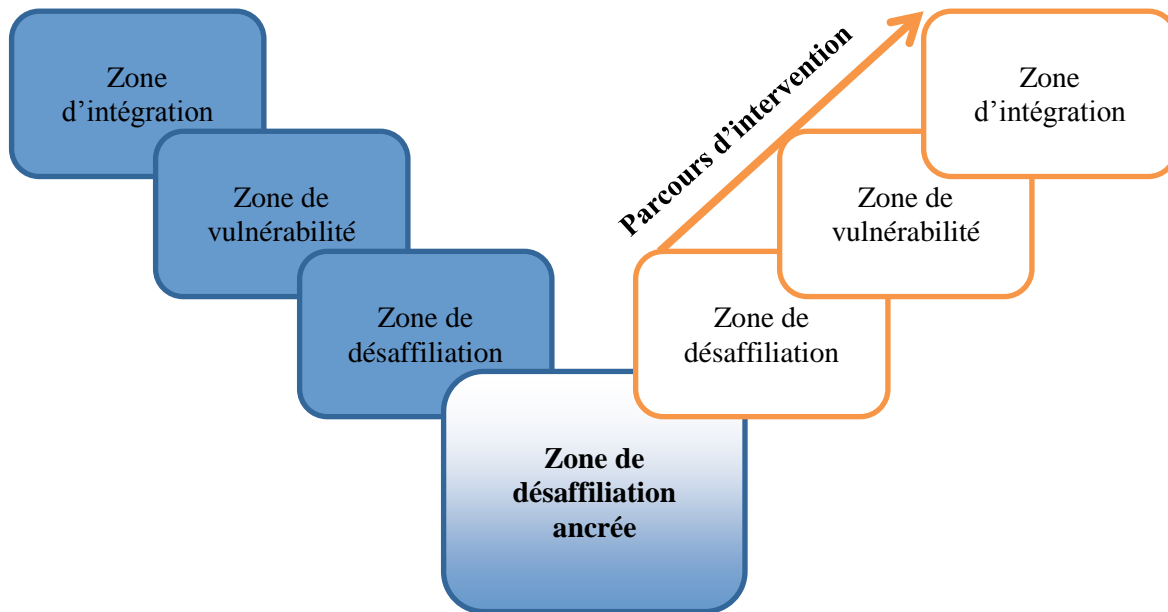 Zone
d’intégration
Zone de
vulnérabilité
Zone de
désaffiliation
Zone de
désaffiliation
ancrée
Parcours d’intervention
Zone de
désaffiliation
Zone de
vulnérabilité
Zone
d’intégration